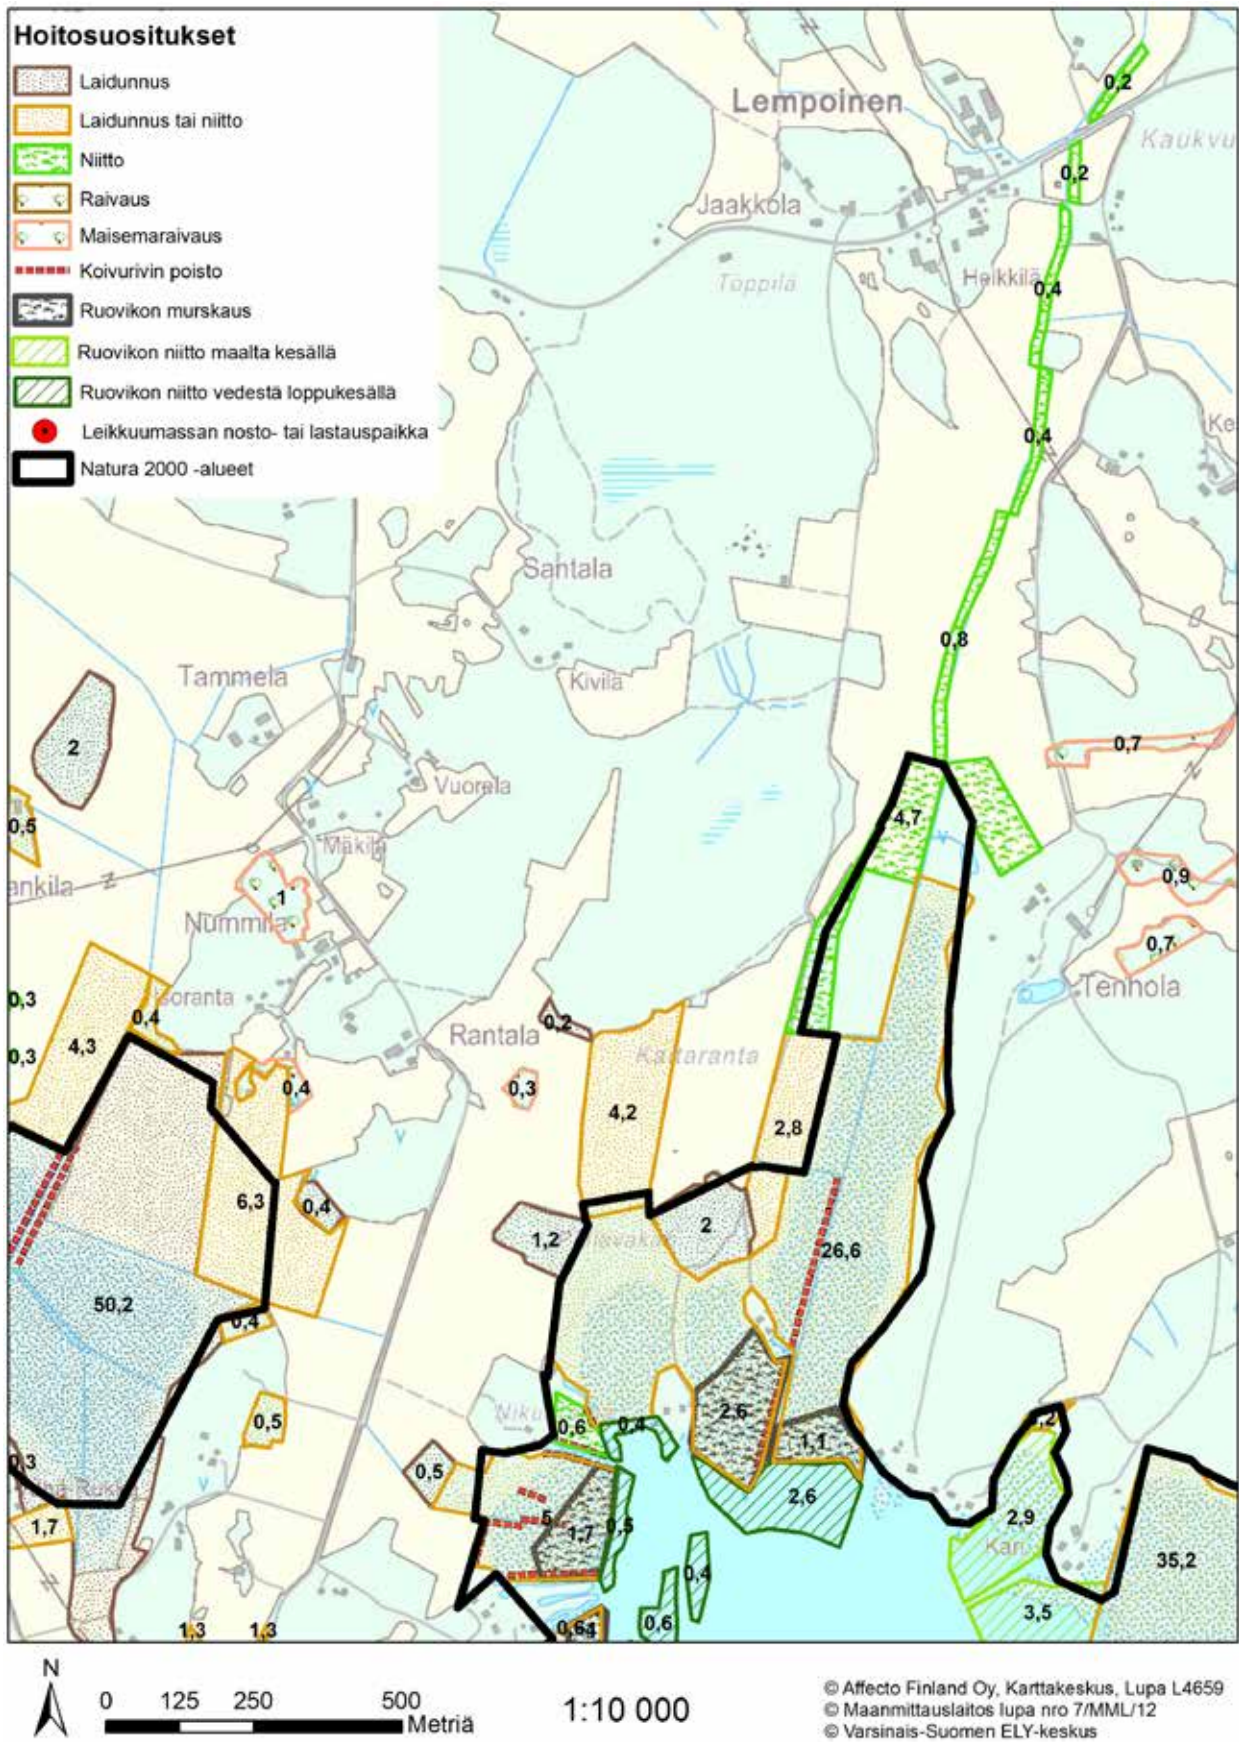 Hoitosuositukset
Laidunnus
Laidunnus tai niitto
Niitto
Raivaus
Maisemaraivaus
Koivurivin poisto
Ruovikon murskaus
Ruovikon niitto maalta kesällä
Ruovikon niitto vedestä loppukesällä
Leikkuumassan nosto- tai lastauspaikka
Natura 2000 -alueet
0,2
Lempoinen
0,2
Jaakkola
Toppila
Heikkilä
0,4
0,4
Santala
0,8
Tammela
Kivilä
2
0,7
Vuorela
4,7
0,5
Mäkilä
0,9
1
Nummila
0,7
Tenhola
0,3
Isoranta
0,4
0,2
Rantala
4,3
0,3
0,4
0,3
4,2
2,8
6,3
0,4
1,2
2
26,6
50,2
0,4
0,5
0,6
0,4
2,6
1,1
0,3
0,5
2,6
1,7
5
1,7
0,5
2,9
Kari
35,2
0,4
3,5
0,6
1,3
1,3
N
0 125 250 500
Metriä
1:10 000
© Affecto Finland Oy, Karttakeskus, Lupa L4659
© Maanmittauslaitos lupa nro 7/MML/12
© Varsinais-Suomen ELY-keskus